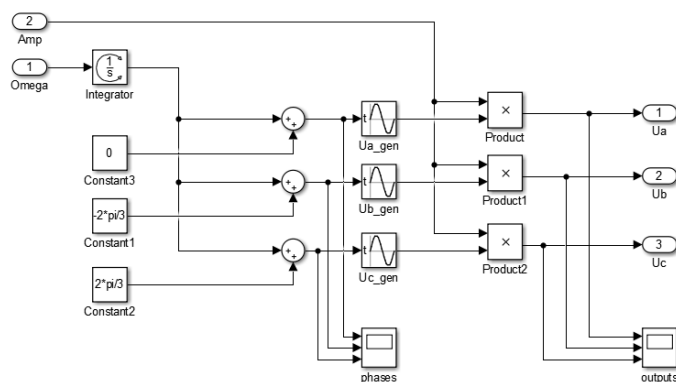 2
Amp
1
Omega
1
s
Integrator
+
+
t
Ua_gen
×
Product
1
Ua
0
Constant3
+
+
t
Ub_gen
×
Product1
2
Ub
-2*pi/3
Constant1
+
+
t
Uc_gen
×
Product2
3
Uc
2*pi/3
Constant2
phases
outputs